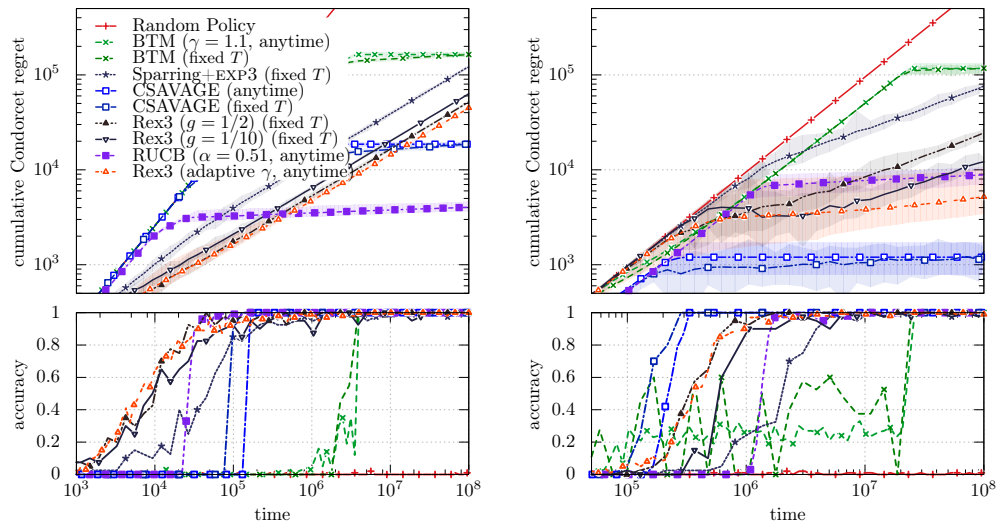 cumulative Condorcet regret
10^5
10^4
10^3
Random Policy
BTM (γ = 1.1, anytime)
BTM (fixed T)
Sparring+EXP3 (fixed T)
CSAVAGE (anytime)
CSAVAGE (fixed T)
Rex3 (g = 1/2) (fixed T)
Rex3 (g = 1/10) (fixed T)
RUCB (α = 0.51, anytime)
Rex3 (adaptive γ, anytime)
accuracy
1
0.8
0.6
0.4
0.2
0
10^3 10^4 10^5 10^6 10^7 10^8
time
cumulative Condorcet regret
10^5
10^4
10^3
accuracy
1
0.8
0.6
0.4
0.2
0
10^5 10^6 10^7 10^8
time